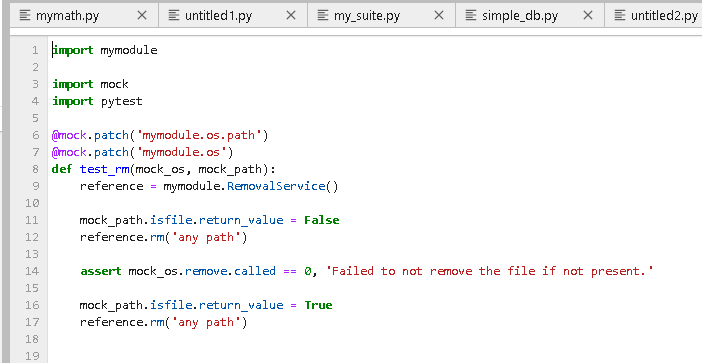 mymath.py × untitled1.py × my_suite.py × simple_db.py × untitled2.py
1 import mymodule
2
3 import mock
4 import pytest
5
6 @mock.patch('mymodule.os.path')
7 @mock.patch('mymodule.os')
8 def test_rm(mock_os, mock_path):
9 reference = mymodule.RemovalService()
10
11 mock_path.isfile.return_value = False
12 reference.rm("any path")
13
14 assert mock_os.remove.called == 0, 'Failed to not remove the file if not present.'
15
16 mock_path.isfile.return_value = True
17 reference.rm("any path")
18
19